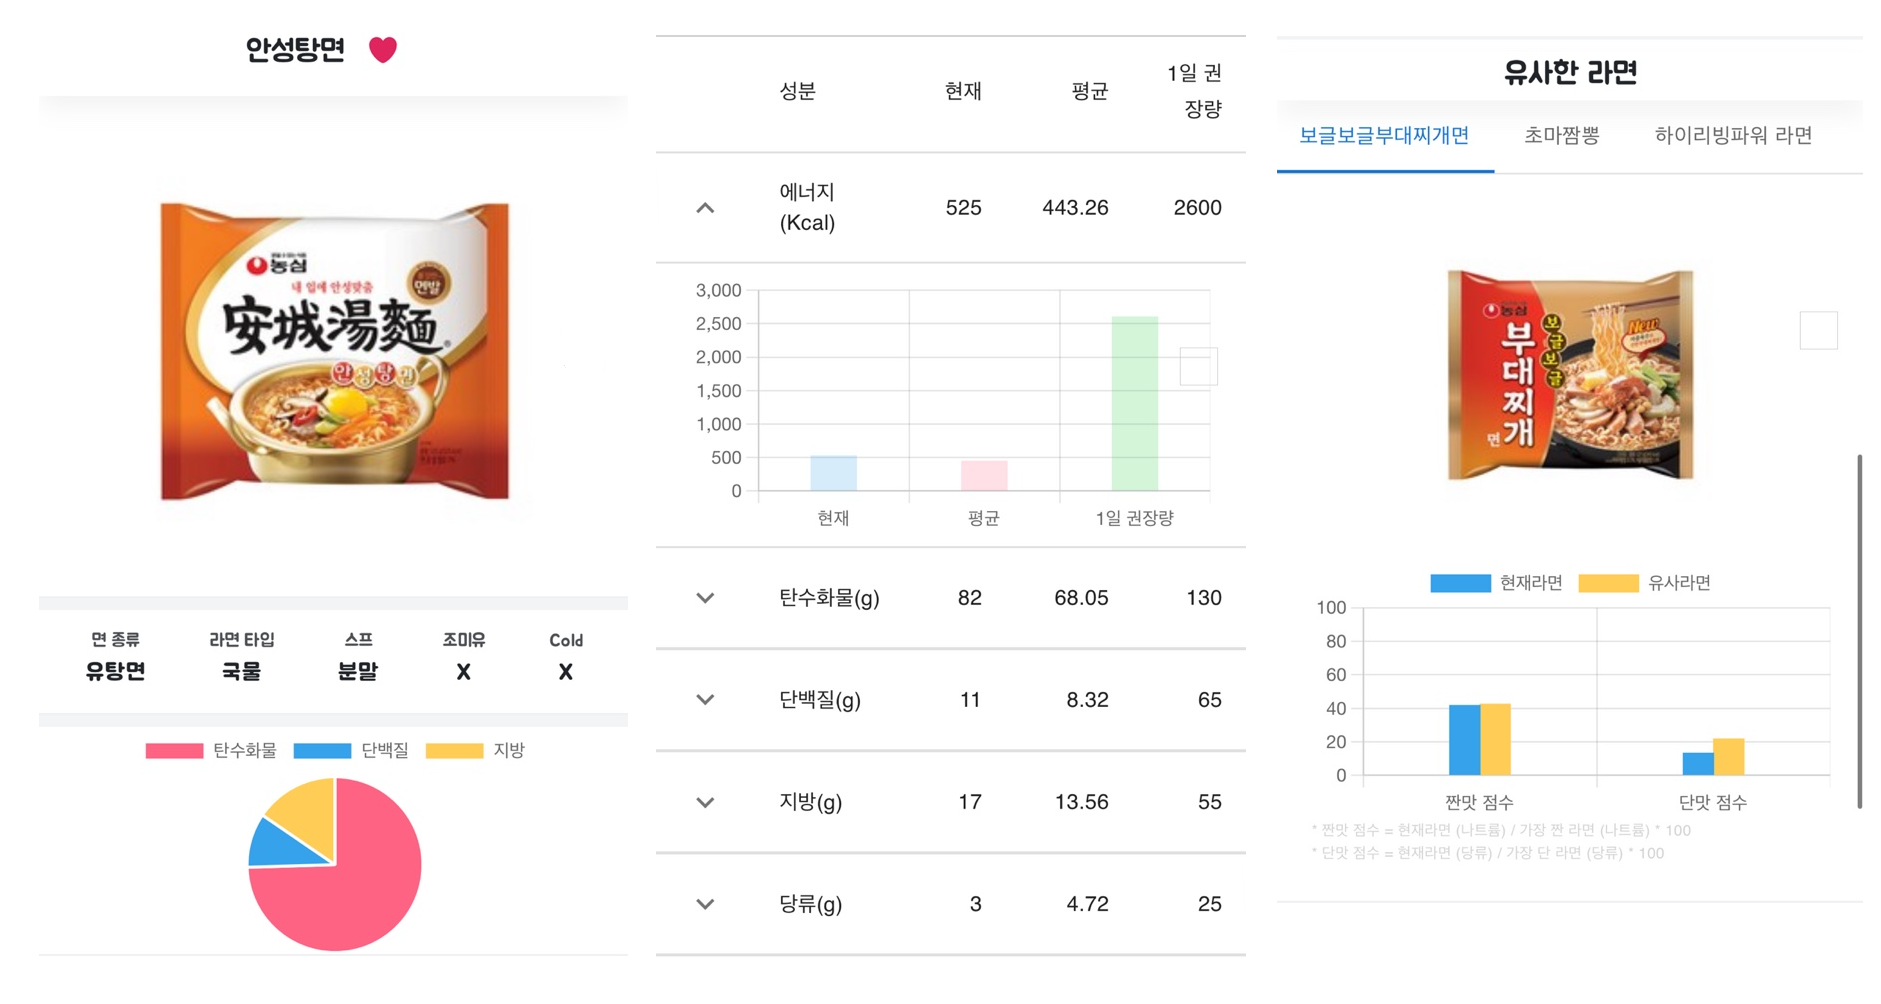 안성탕면
농심
내 입에 안성맞춤
면발
安城湯麵
안성탕면
면 종류
라면 타입
스프
조미유
Cold
유탕면
국물
분말
X
X
탄수화물
단백질
지방
성분
현재
평균
1일 권
장량
에너지
(Kcal)
525
443.26
2600
3,000
2,500
2,000
1,500
1,000
500
0
현재
평균
1일 권장량
탄수화물(g)
82
68.05
130
단백질(g)
11
8.32
65
지방(g)
17
13.56
55
당류(g)
3
4.72
25
유사한 라면
보글보글부대찌개면
초마짬뽕
하이리빙파워 라면
농심
보글보글
부대찌개
면
New
현재라면
유사라면
100
80
60
40
20
0
짠맛 점수
단맛 점수
* 짠맛 점수 = 현재라면 (나트륨) / 가장 짠 라면 (나트륨) * 100
* 단맛 점수 = 현재라면 (당류) / 가장 단 라면 (당류) * 100